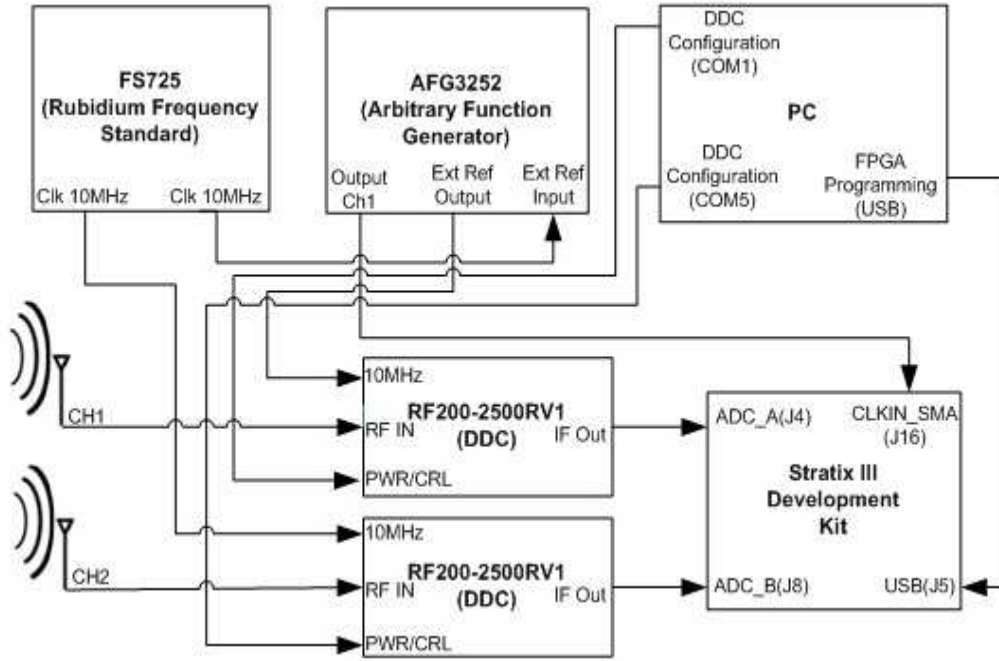 FS725
(Rubidium Frequency
Standard)
Clk 10MHz
Clk 10MHz
AFG3252
(Arbitrary Function
Generator)
Output
Ch1
Ext Ref
Output
Ext Ref
Input
DDC
Configuration
(COM1)
PC
DDC
Configuration
(COM5)
FPGA
Programming
(USB)
CH1
10MHz
RF200-2500RV1
(DDC)
RF IN
IF Out
PWR/CRL
CH2
10MHz
RF200-2500RV1
(DDC)
RF IN
IF Out
PWR/CRL
ADC_A(J4)
CLKIN_SMA
(J16)
Stratix III
Development
Kit
ADC_B(J8)
USB(J5)